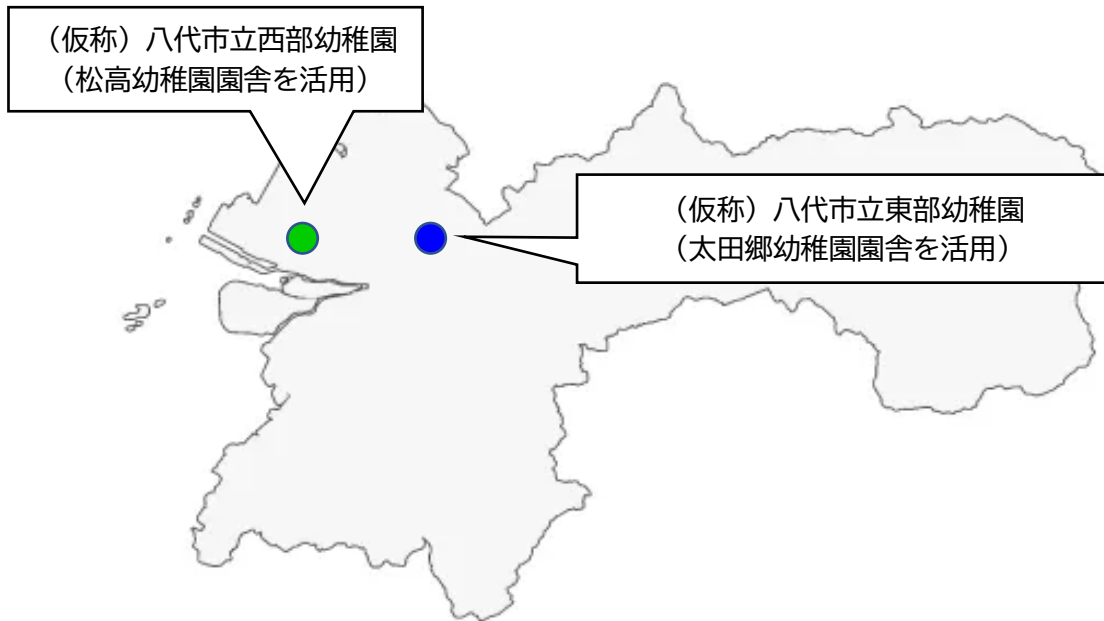 （仮称）八代市立西部幼稚園
（松高幼稚園園舎を活用）
（仮称）八代市立東部幼稚園
（太田郷幼稚園園舎を活用）